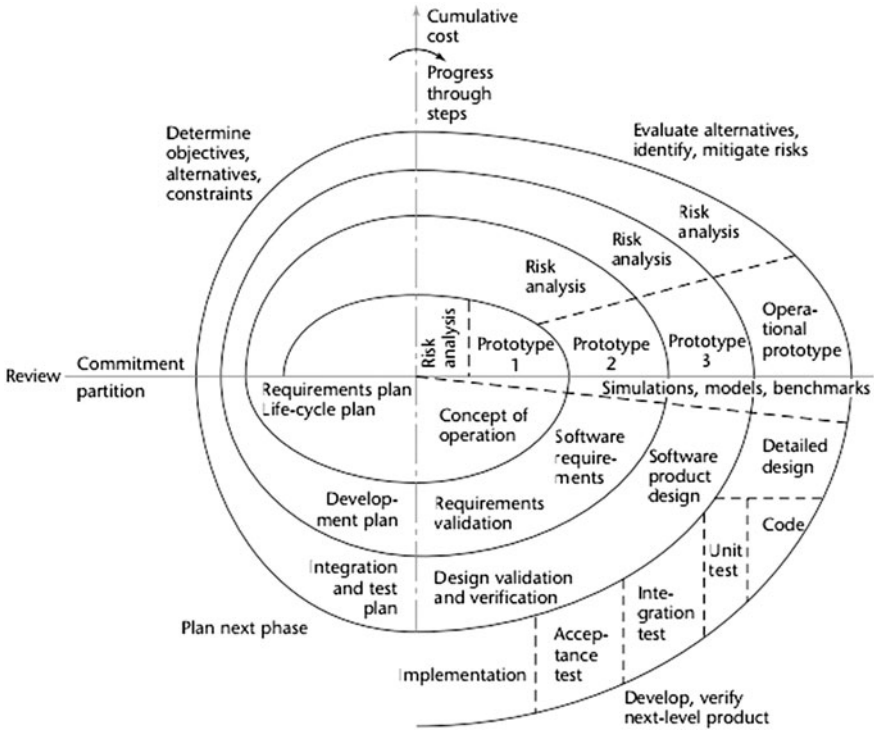 Cumulative
cost
Progress
through
steps
Determine
objectives,
alternatives,
constraints
Evaluate alternatives,
identify, mitigate risks
Risk
analysis
Risk
analysis
Risk
analysis
Risk
analysis
Prototype
1
Prototype
2
Prototype
3
Opera-
tional
prototype
Review
Commitment
partition
Simulations, models, benchmarks
Requirements plan
Life-cycle plan
Concept of
operation
Software
require-
ments
Software
product
design
Detailed
design
Develop-
ment plan
Requirements
validation
Code
Unit
test
Integration
and test
plan
Design validation
and verification
Inte-
gration
test
Plan next phase
Accep-
tance
test
Implementation
Develop, verify
next-level product